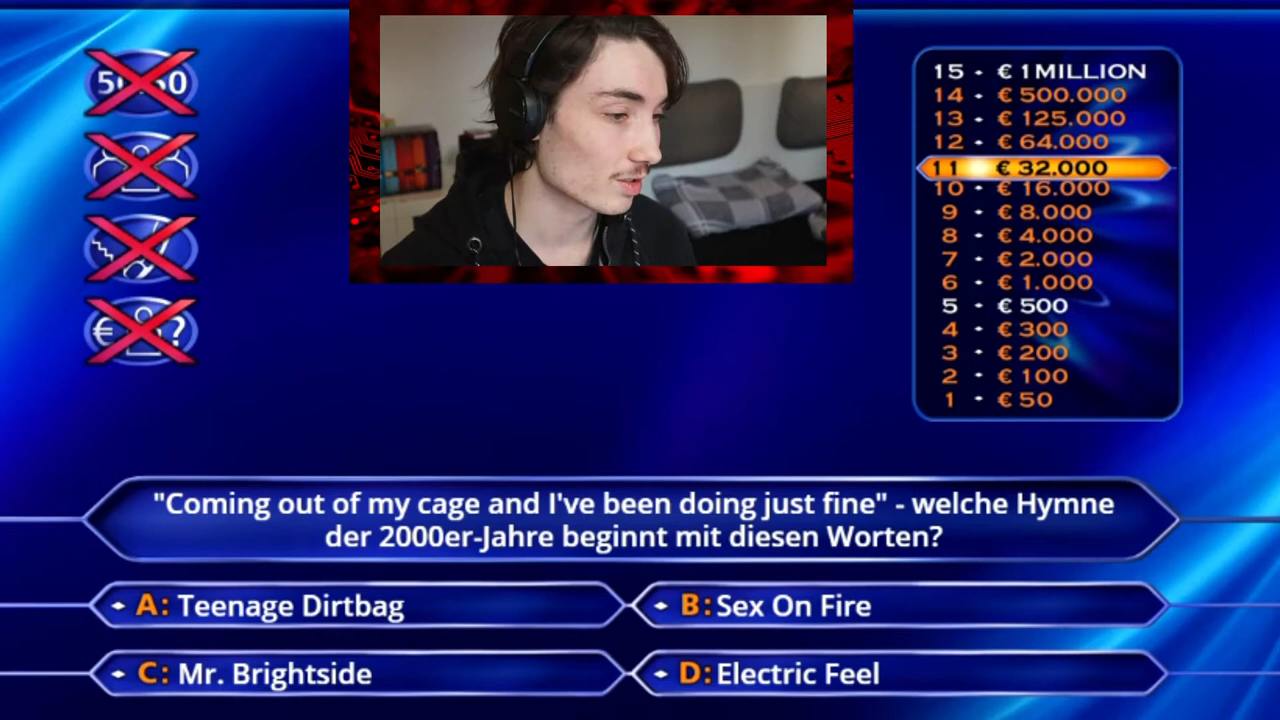 50:50
€ ?
15 • € 1 MILLION
14 • € 500.000
13 • € 125.000
12 • € 64.000
11 € 32.000
10 • € 16.000
9 • € 8.000
8 • € 4.000
7 • € 2.000
6 • € 1.000
5 • € 500
4 • € 300
3 • € 200
2 • € 100
1 • € 50
"Coming out of my cage and I've been doing just fine" - welche Hymne
der 2000er-Jahre beginnt mit diesen Worten?
A: Teenage Dirtbag
B: Sex On Fire
C: Mr. Brightside
D: Electric Feel